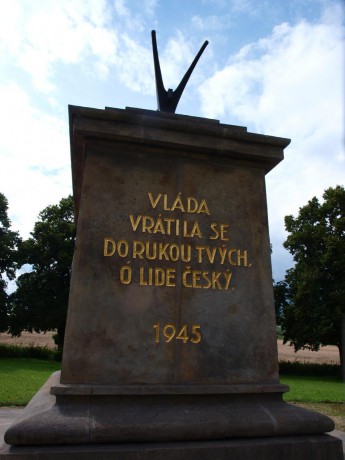 VLÁDA
VRÁTILA SE
DO RUKOU TVÝCH,
Ó LIDE ČESKÝ.
1945